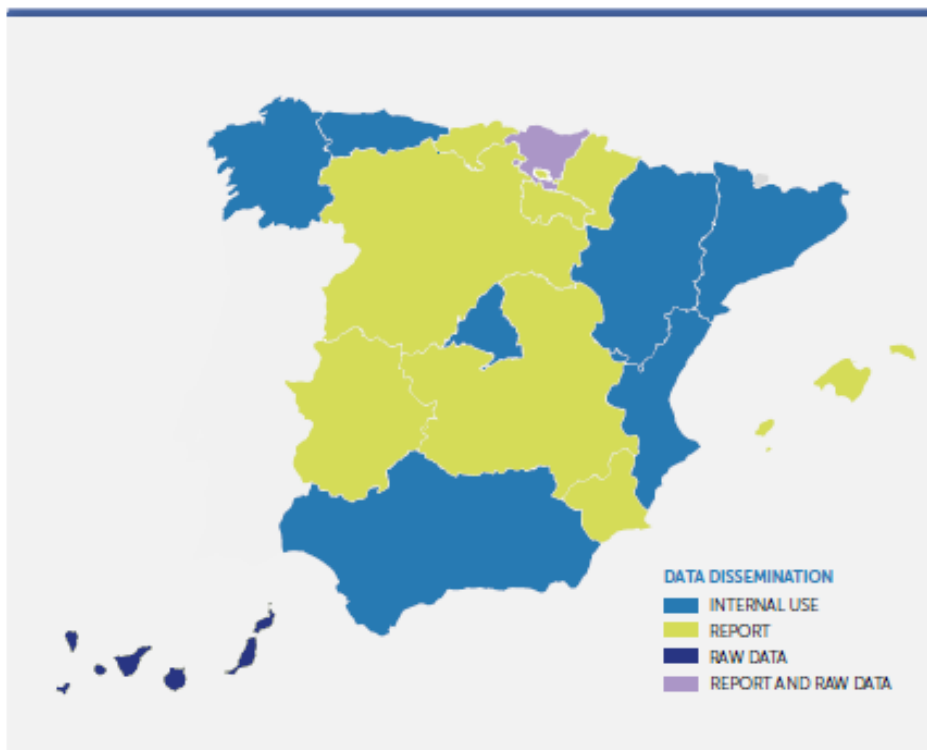 DATA DISSEMINATION
INTERNAL USE
REPORT
RAW DATA
REPORT AND RAW DATA